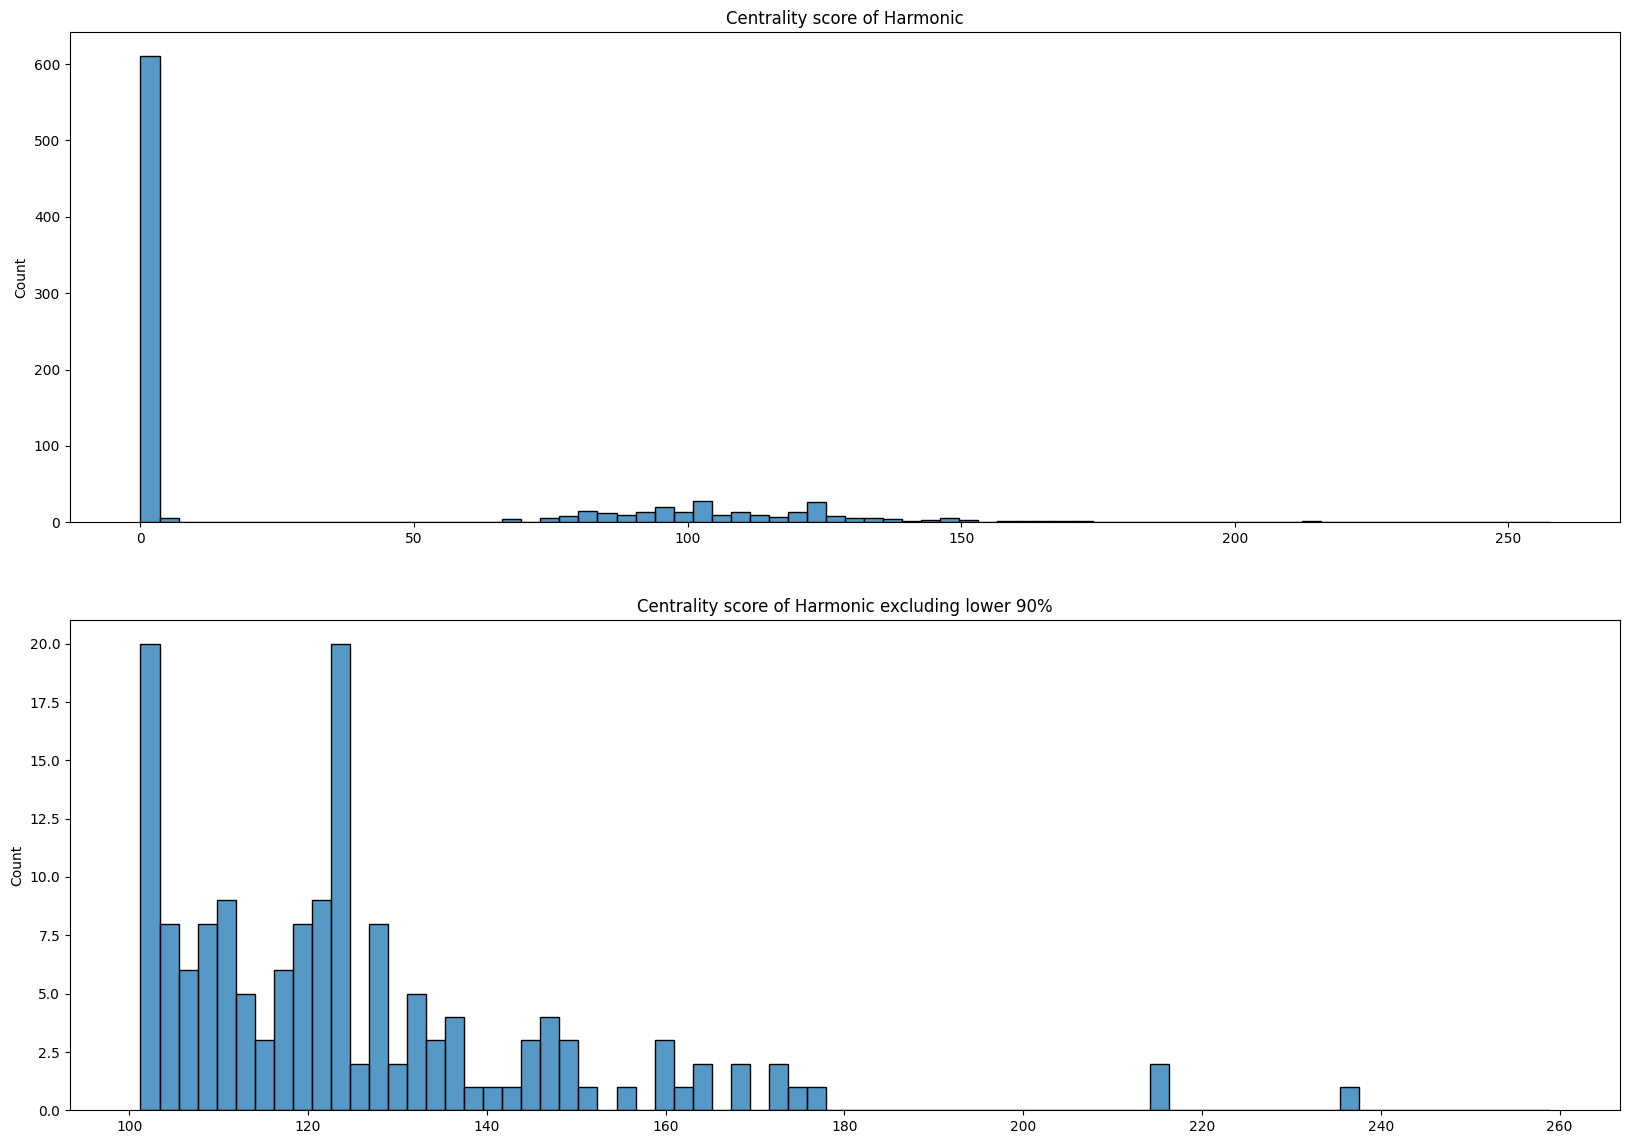 Centrality score of Harmonic
600
500
400
300
200
100
0
Count
0 50 100 150 200 250
Centrality score of Harmonic excluding lower 90%
20.0
17.5
15.0
12.5
10.0
7.5
5.0
2.5
0.0
Count
100 120 140 160 180 200 220 240 260